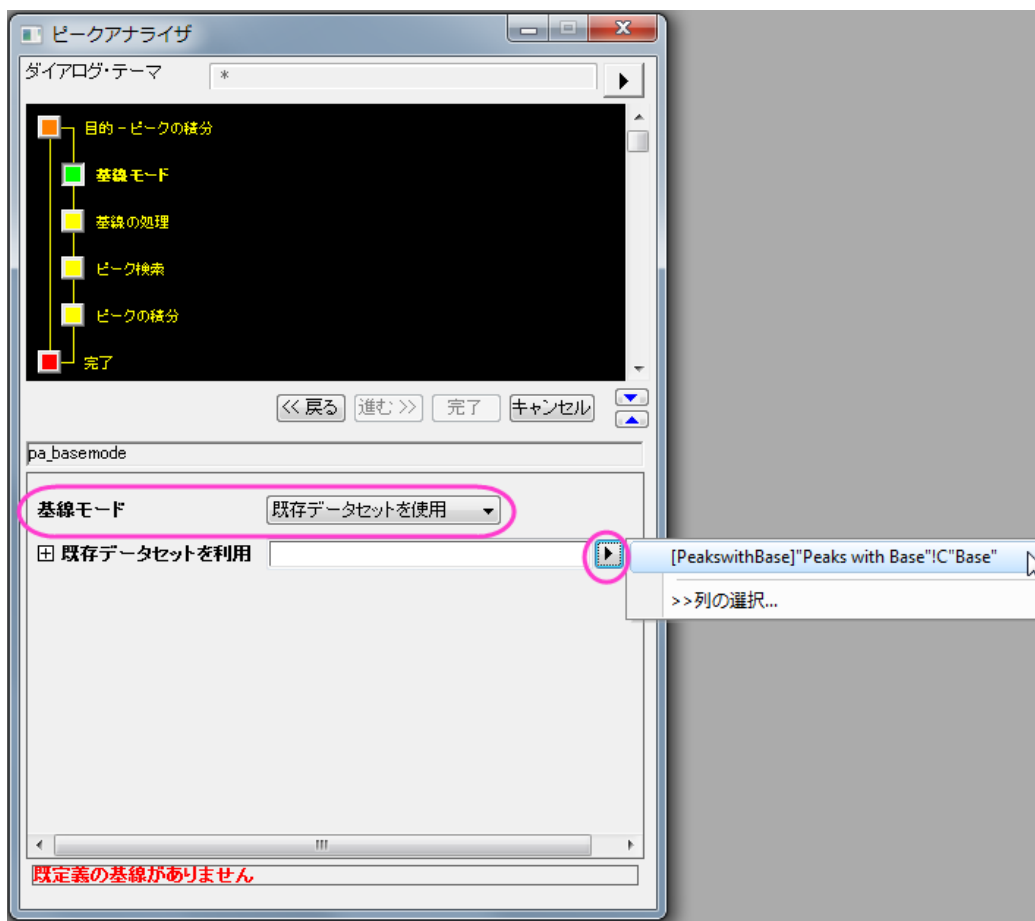 ピークアナライザ
ダイアログ・テーマ *
目的 - ピークの積分
基線モード
基線の処理
ピーク検索
ピークの積分
完了
<< 戻る 進む >> 完了 キャンセル
pa_basemode
基線モード 既存データセットを使用
既存データセットを利用
[PeakswithBase]"Peaks with Base"!C"Base"
>>列の選択...
既定義の基線がありません